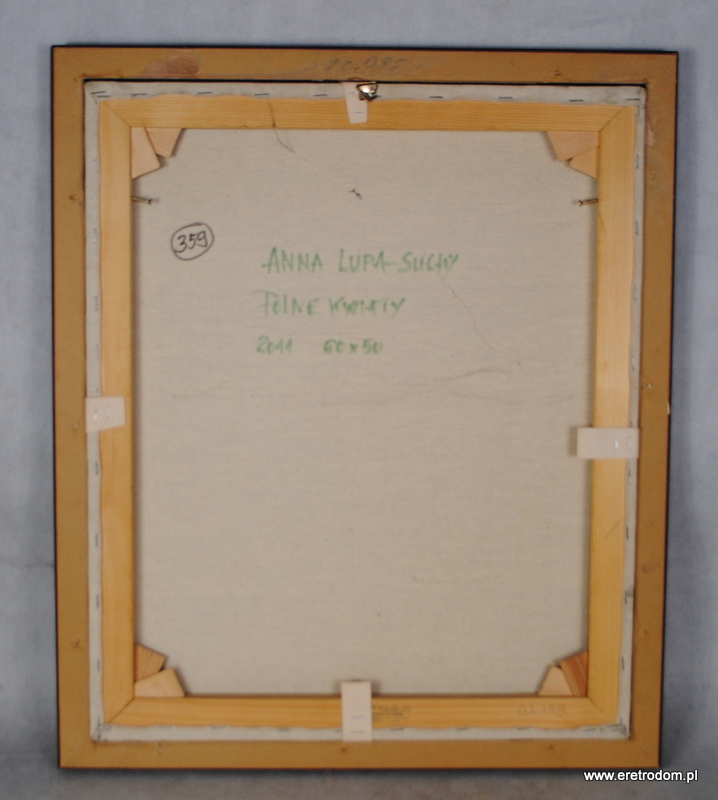 359
ANNA LUPA-SUCHY
POLNE KWIATY
2011 60x50
www.eretrodom.pl